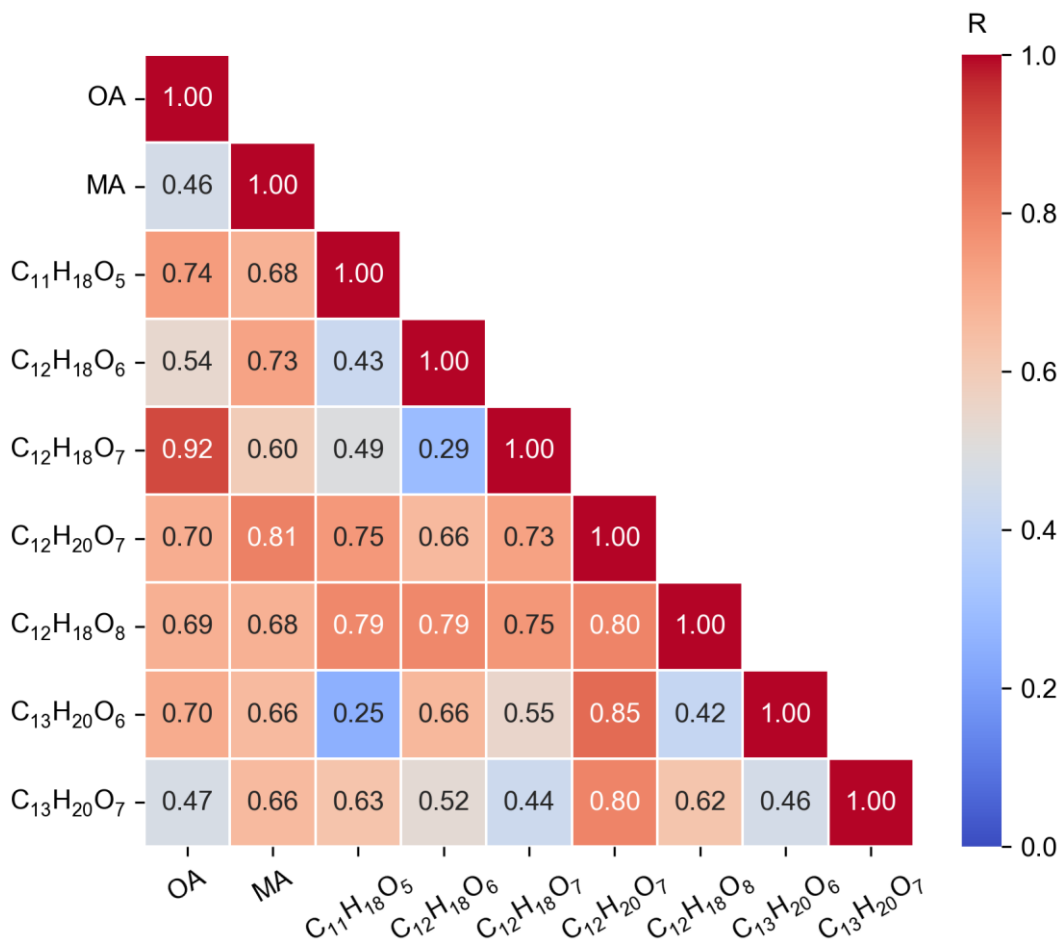 R
1.0
OA 1.00
MA 0.46 1.00
0.8
C₁₁H₁₈O₅ 0.74 0.68 1.00
C₁₂H₁₈O₆ 0.54 0.73 0.43 1.00
0.6
C₁₂H₁₈O₇ 0.92 0.60 0.49 0.29 1.00
C₁₂H₂₀O₇ 0.70 0.81 0.75 0.66 0.73 1.00
0.4
C₁₂H₁₈O₈ 0.69 0.68 0.79 0.79 0.75 0.80 1.00
0.2
C₁₃H₂₀O₆ 0.70 0.66 0.25 0.66 0.55 0.85 0.42 1.00
C₁₃H₂₀O₇ 0.47 0.66 0.63 0.52 0.44 0.80 0.62 0.46 1.00
0.0
OA MA C₁₁H₁₈O₅ C₁₂H₁₈O₆ C₁₂H₁₈O₇ C₁₂H₂₀O₇ C₁₂H₁₈O₈ C₁₃H₂₀O₆ C₁₃H₂₀O₇